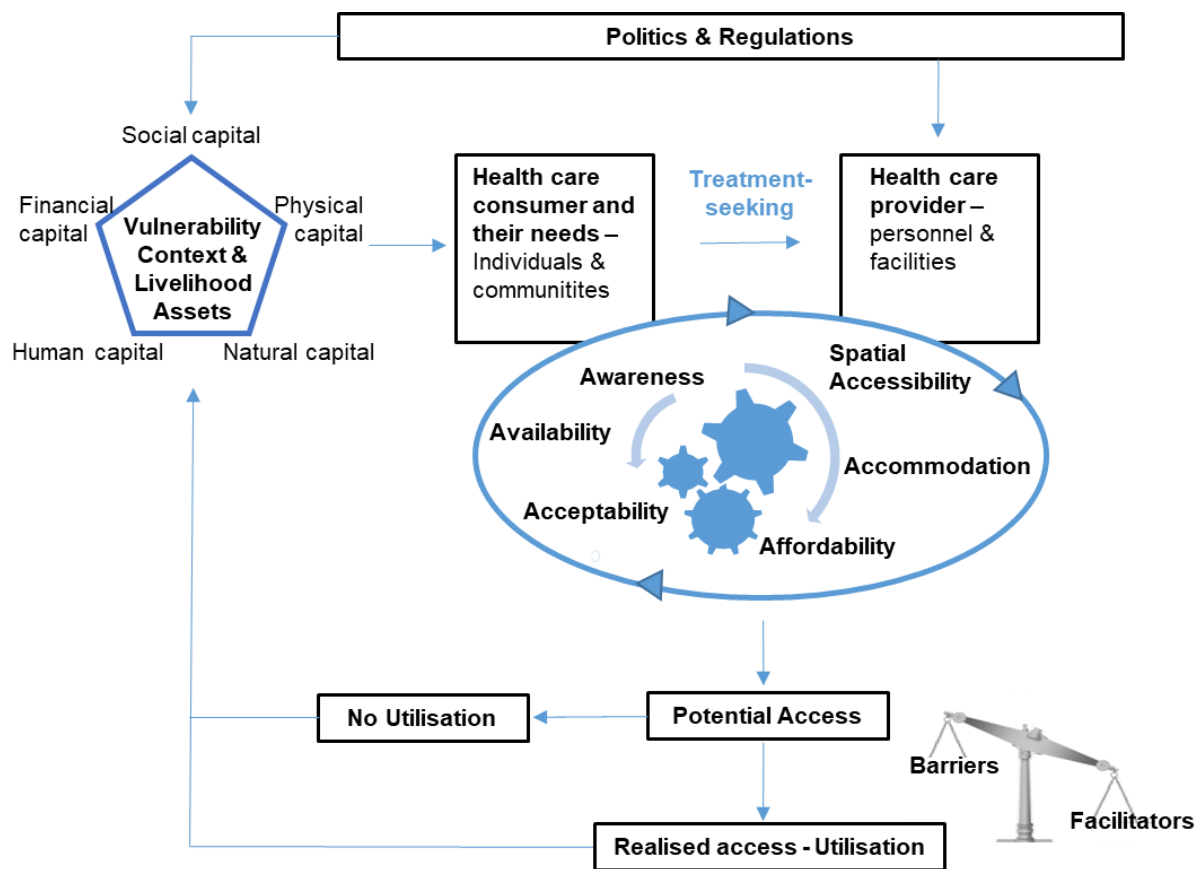 Politics & Regulations
Social capital
Financial
capital
Physical
capital
Vulnerability
Context &
Livelihood
Assets
Human capital
Natural capital
Health care
consumer and
their needs –
Individuals &
communitites
Treatment-
seeking
Health care
provider –
personnel &
facilities
Awareness
Spatial
Accessibility
Availability
Accommodation
Acceptability
Affordability
No Utilisation
Potential Access
Barriers
Facilitators
Realised access - Utilisation